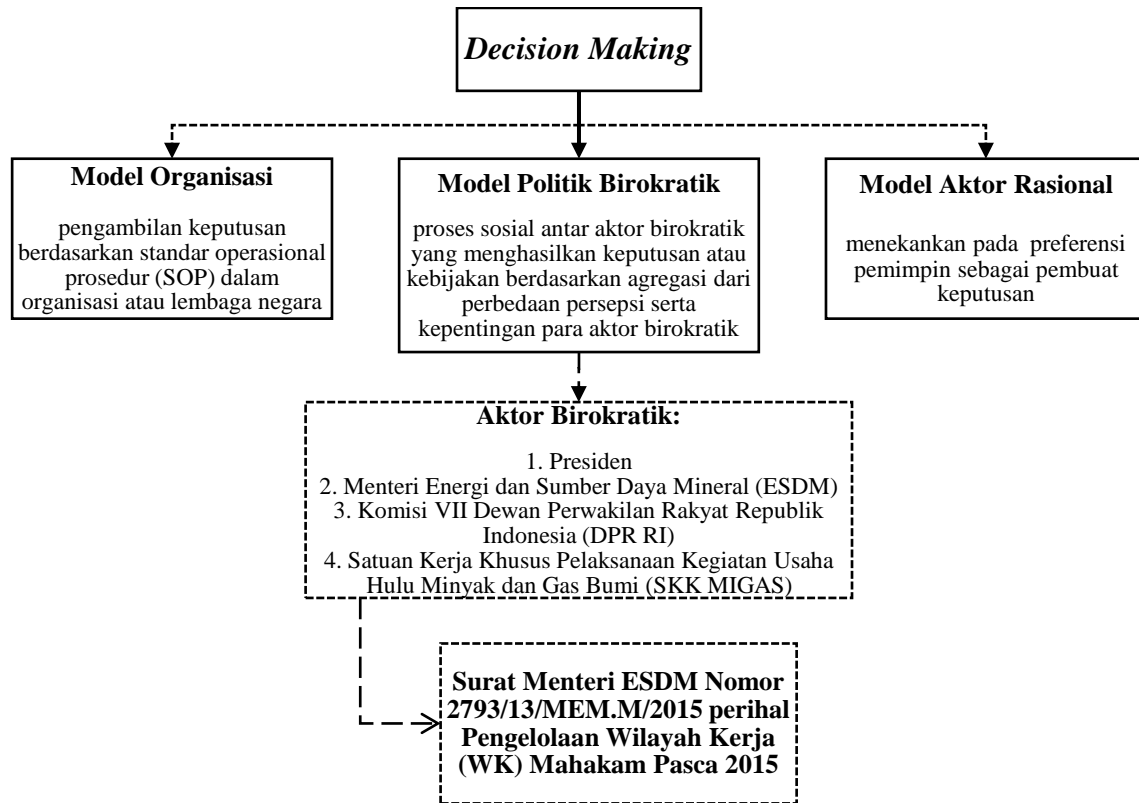 Decision Making
Model Organisasi
pengambilan keputusan
berdasarkan standar operasional
prosedur (SOP) dalam
organisasi atau lembaga negara
Model Politik Birokratik
proses sosial antar aktor birokratik
yang menghasilkan keputusan atau
kebijakan berdasarkan agregasi dari
perbedaan persepsi serta
kepentingan para aktor birokratik
Model Aktor Rasional
menekankan pada preferensi
pemimpin sebagai pembuat
keputusan
Aktor Birokratik:
1. Presiden
2. Menteri Energi dan Sumber Daya Mineral (ESDM)
3. Komisi VII Dewan Perwakilan Rakyat Republik
Indonesia (DPR RI)
4. Satuan Kerja Khusus Pelaksanaan Kegiatan Usaha
Hulu Minyak dan Gas Bumi (SKK MIGAS)
Surat Menteri ESDM Nomor
2793/13/MEM.M/2015 perihal
Pengelolaan Wilayah Kerja
(WK) Mahakam Pasca 2015